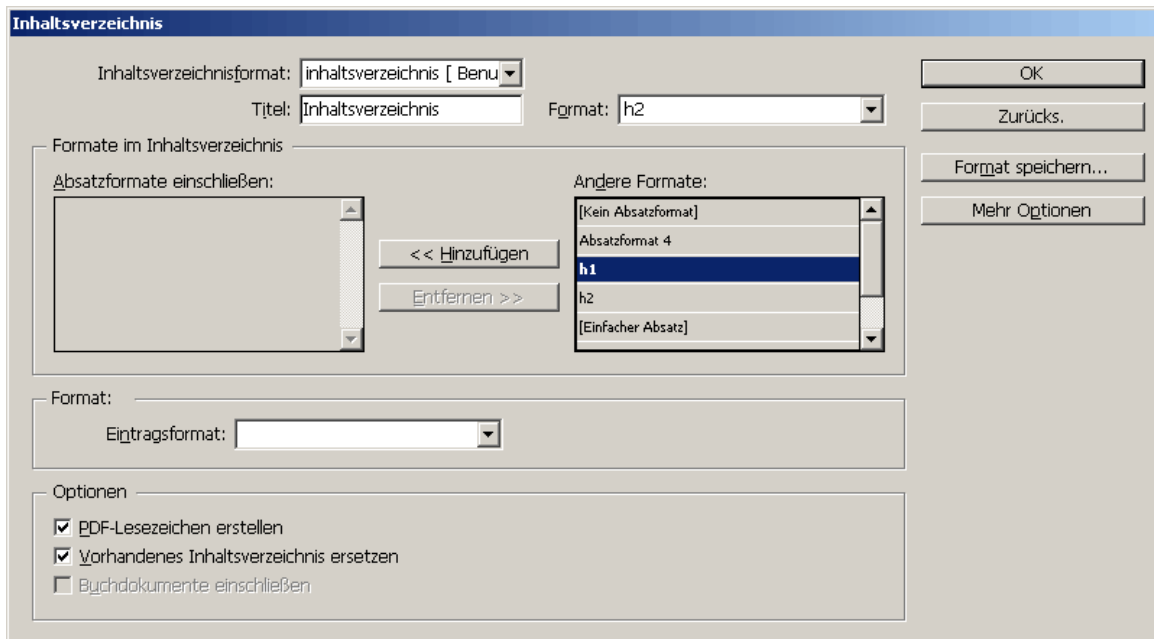 Inhaltsverzeichnis
Inhaltsverzeichnisformat: inhaltsverzeichnis [ Benu
OK
Titel: Inhaltsverzeichnis Format: h2
Zurücks.
Formate im Inhaltsverzeichnis
Format speichern...
Absatzformate einschließen: Andere Formate:
[Kein Absatzformat]
Mehr Optionen
Absatzformat 4
<< Hinzufügen
h1
Entfernen >>
h2
[Einfacher Absatz]
Format:
Eintragsformat:
Optionen
PDF-Lesezeichen erstellen
Vorhandenes Inhaltsverzeichnis ersetzen
Buchdokumente einschließen